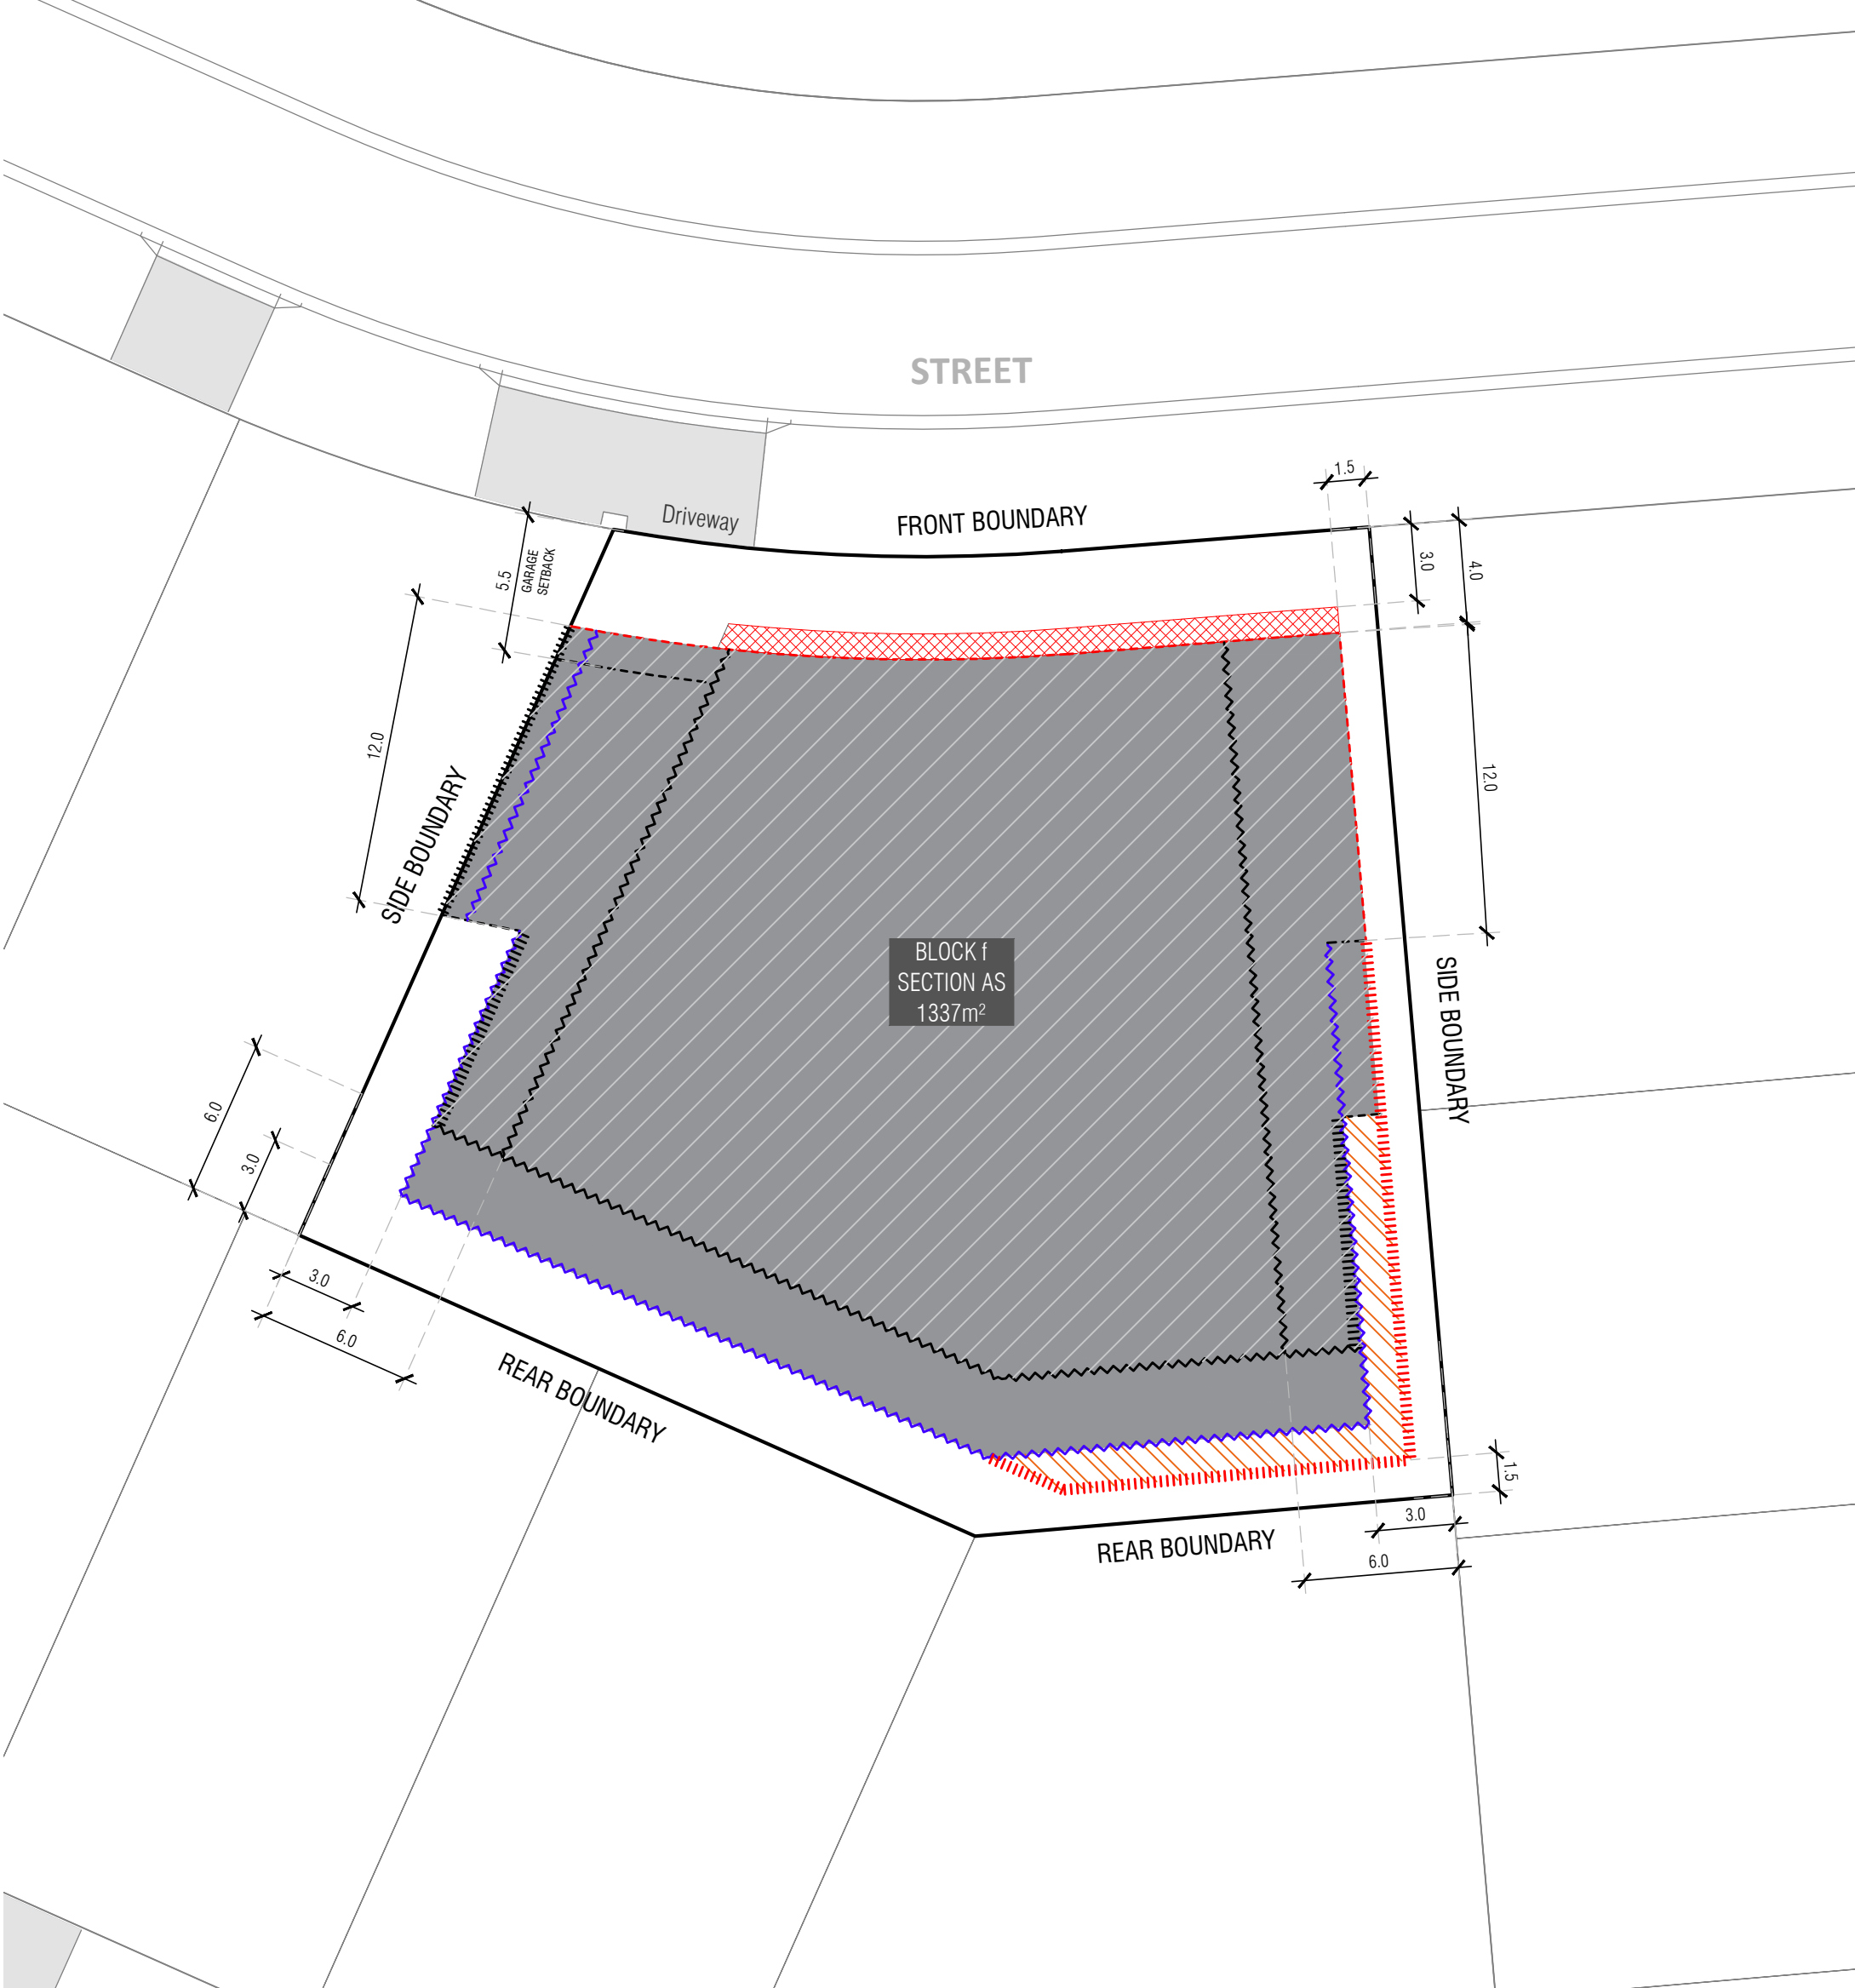 STREET
1.5
Driveway
FRONT BOUNDARY
3.0
4.0
5.5
GARAGE
SETBACK
12.0
12.0
SIDE BOUNDARY
BLOCK f
SECTION AS
1337m²
SIDE BOUNDARY
6.0
3.0
3.0
6.0
REAR BOUNDARY
1.5
3.0
REAR BOUNDARY
6.0